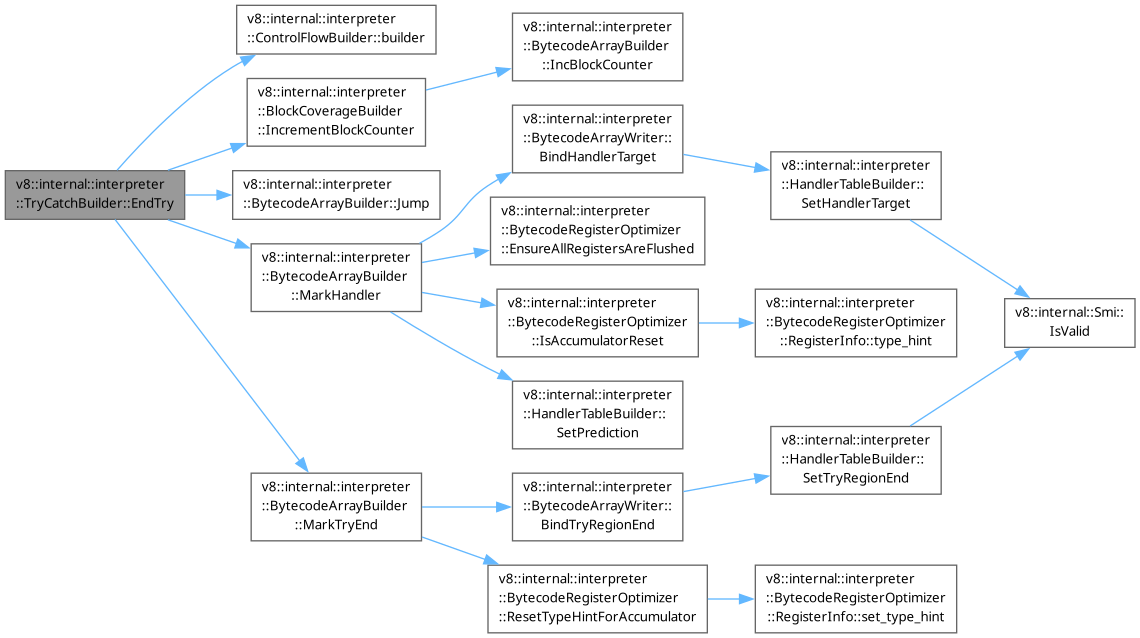 v8::internal::interpreter
::TryCatchBuilder::EndTry
v8::internal::interpreter
::ControlFlowBuilder::builder
v8::internal::interpreter
::BlockCoverageBuilder
::IncrementBlockCounter
v8::internal::interpreter
::BytecodeArrayBuilder::Jump
v8::internal::interpreter
::BytecodeArrayBuilder
::MarkHandler
v8::internal::interpreter
::BytecodeArrayBuilder
::MarkTryEnd
v8::internal::interpreter
::BytecodeArrayBuilder
::IncBlockCounter
v8::internal::interpreter
::BytecodeArrayWriter::
BindHandlerTarget
v8::internal::interpreter
::BytecodeRegisterOptimizer
::EnsureAllRegistersAreFlushed
v8::internal::interpreter
::BytecodeRegisterOptimizer
::IsAccumulatorReset
v8::internal::interpreter
::HandlerTableBuilder::
SetPrediction
v8::internal::interpreter
::BytecodeArrayWriter::
BindTryRegionEnd
v8::internal::interpreter
::BytecodeRegisterOptimizer
::ResetTypeHintForAccumulator
v8::internal::interpreter
::HandlerTableBuilder::
SetHandlerTarget
v8::internal::interpreter
::BytecodeRegisterOptimizer
::RegisterInfo::type_hint
v8::internal::interpreter
::HandlerTableBuilder::
SetTryRegionEnd
v8::internal::interpreter
::BytecodeRegisterOptimizer
::RegisterInfo::set_type_hint
v8::internal::Smi::
IsValid